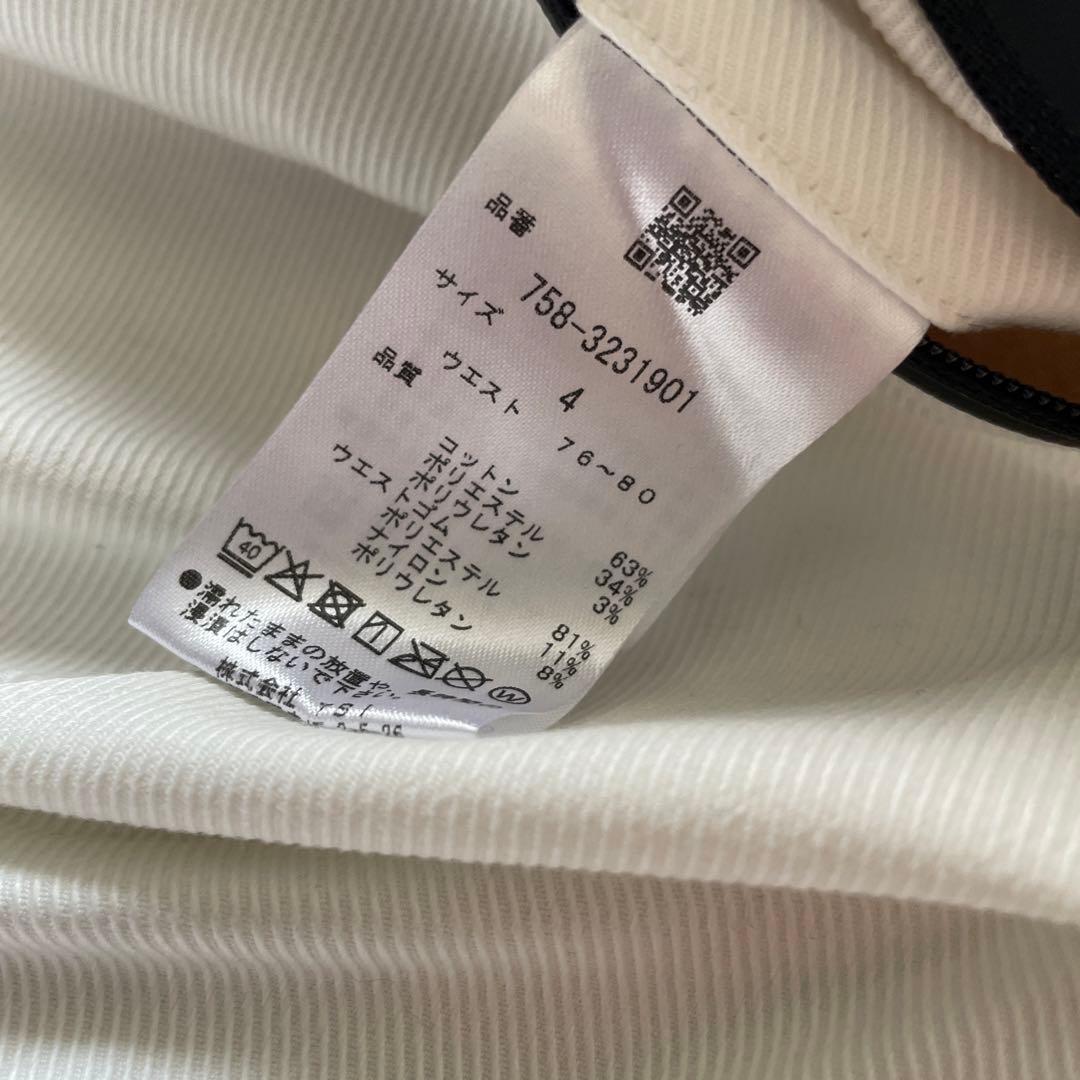 品番
758-3231901
サイズ 4
ウエスト 76～80
品質
コットン 63%
ポリエステル 34%
ポリウレタン 3%
ウエストゴム
ポリエステル 81%
ナイロン 11%
ポリウレタン 8%
40
W
●濡れたままの放置や
浸漬はしないで下さい
株式会社